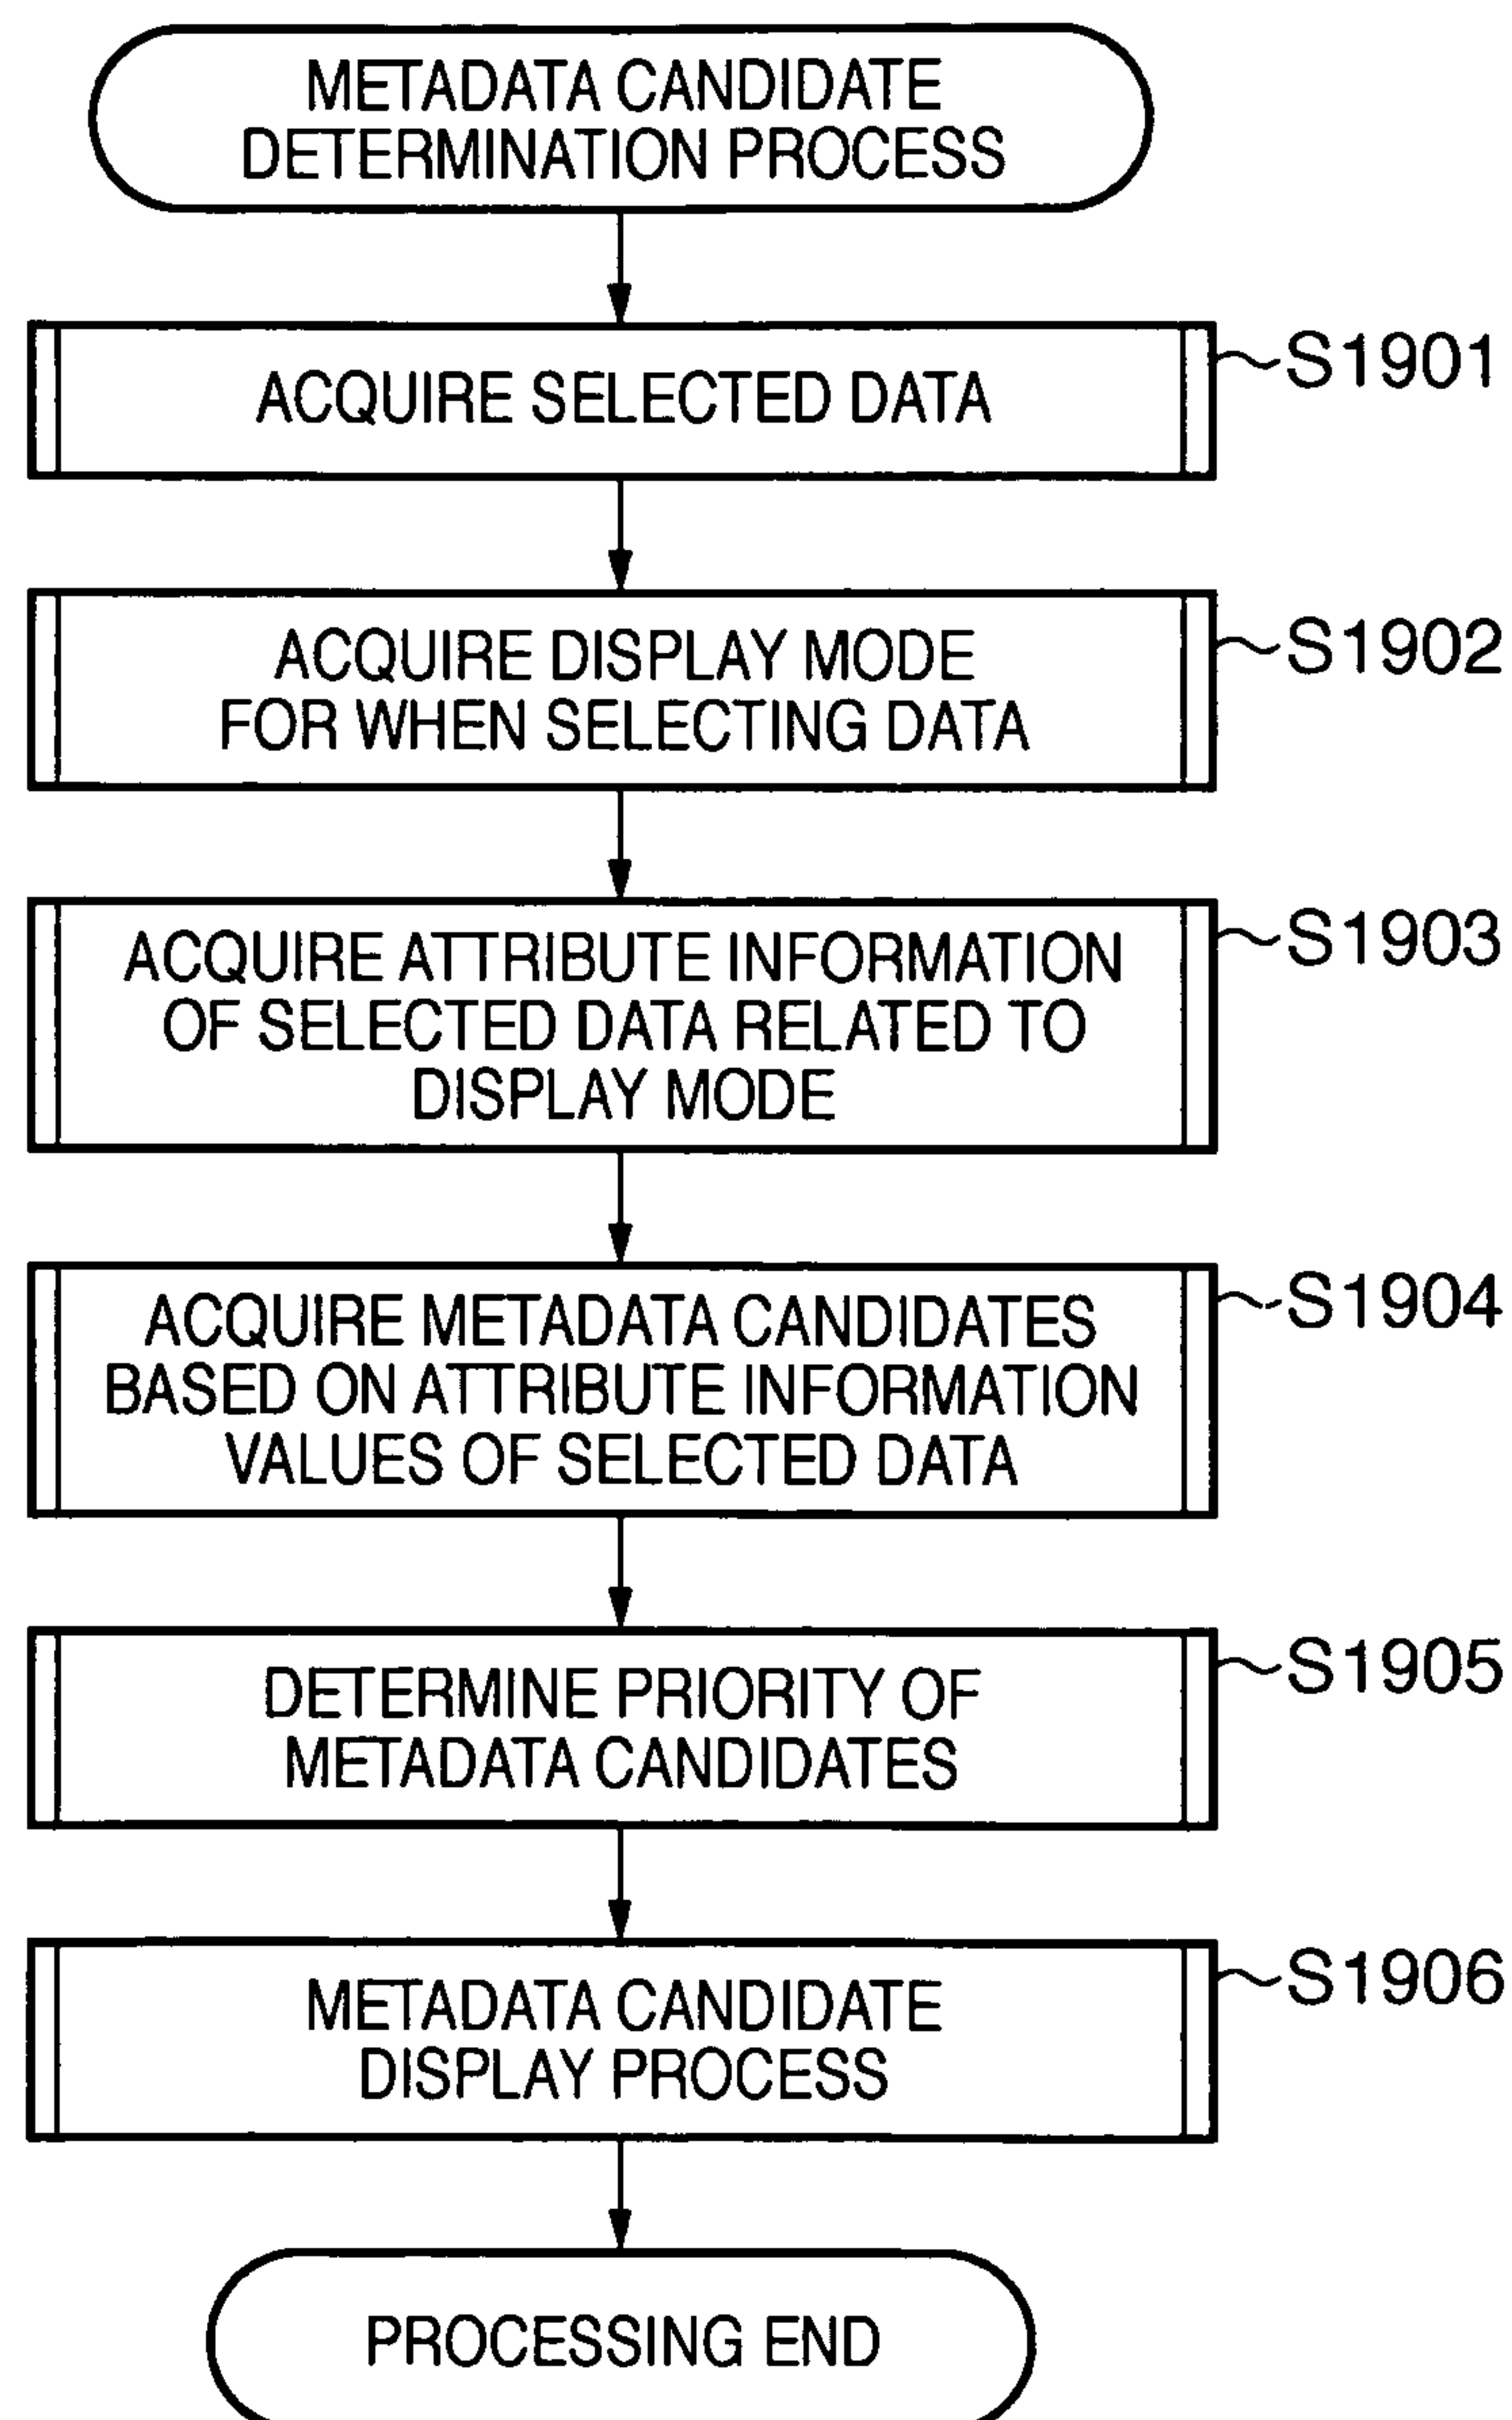 METADATA CANDIDATE
DETERMINATION PROCESS
ACQUIRE SELECTED DATA
S1901
ACQUIRE DISPLAY MODE
FOR WHEN SELECTING DATA
S1902
ACQUIRE ATTRIBUTE INFORMATION
OF SELECTED DATA RELATED TO
DISPLAY MODE
S1903
ACQUIRE METADATA CANDIDATES
BASED ON ATTRIBUTE INFORMATION
VALUES OF SELECTED DATA
S1904
DETERMINE PRIORITY OF
METADATA CANDIDATES
S1905
METADATA CANDIDATE
DISPLAY PROCESS
S1906
PROCESSING END